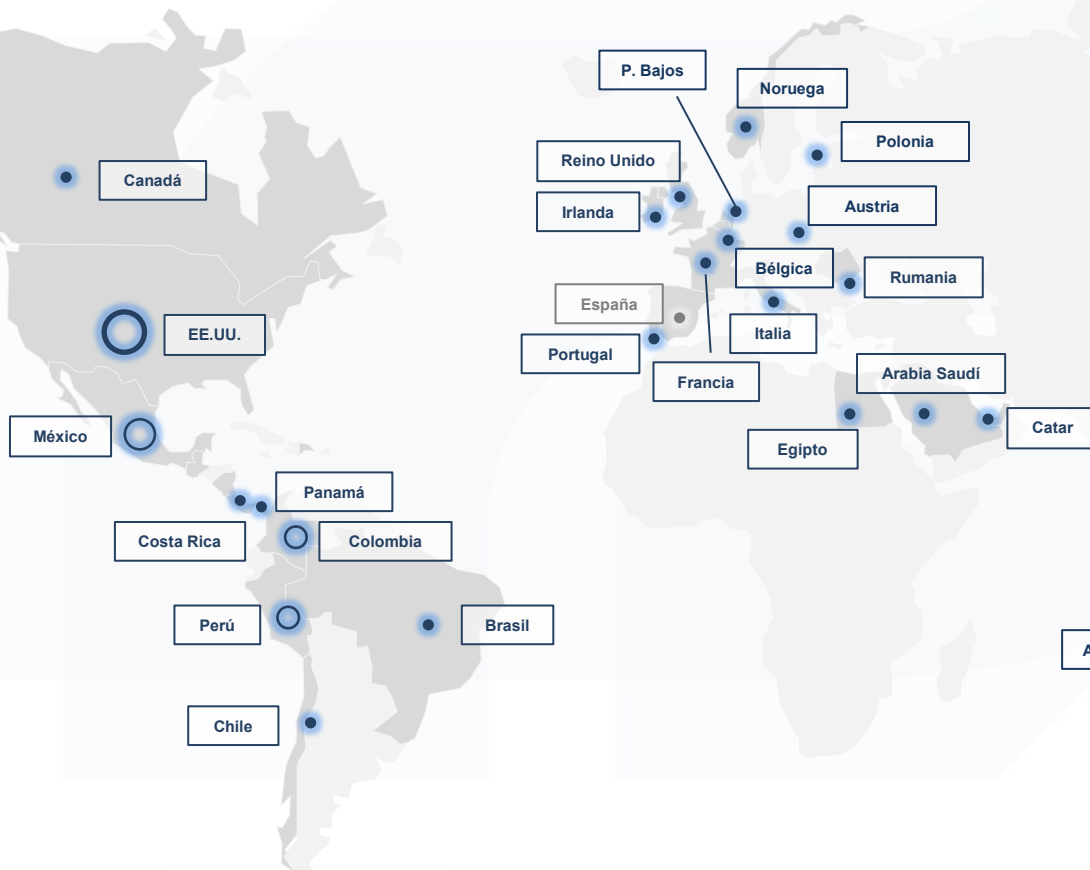 P. Bajos
Noruega
Polonia
Reino Unido
Canadá
Irlanda
Austria
Bélgica
Rumania
España
EE.UU.
Italia
Portugal
Francia
Arabia Saudí
México
Catar
Egipto
Panamá
Costa Rica
Colombia
Perú
Brasil
Chile